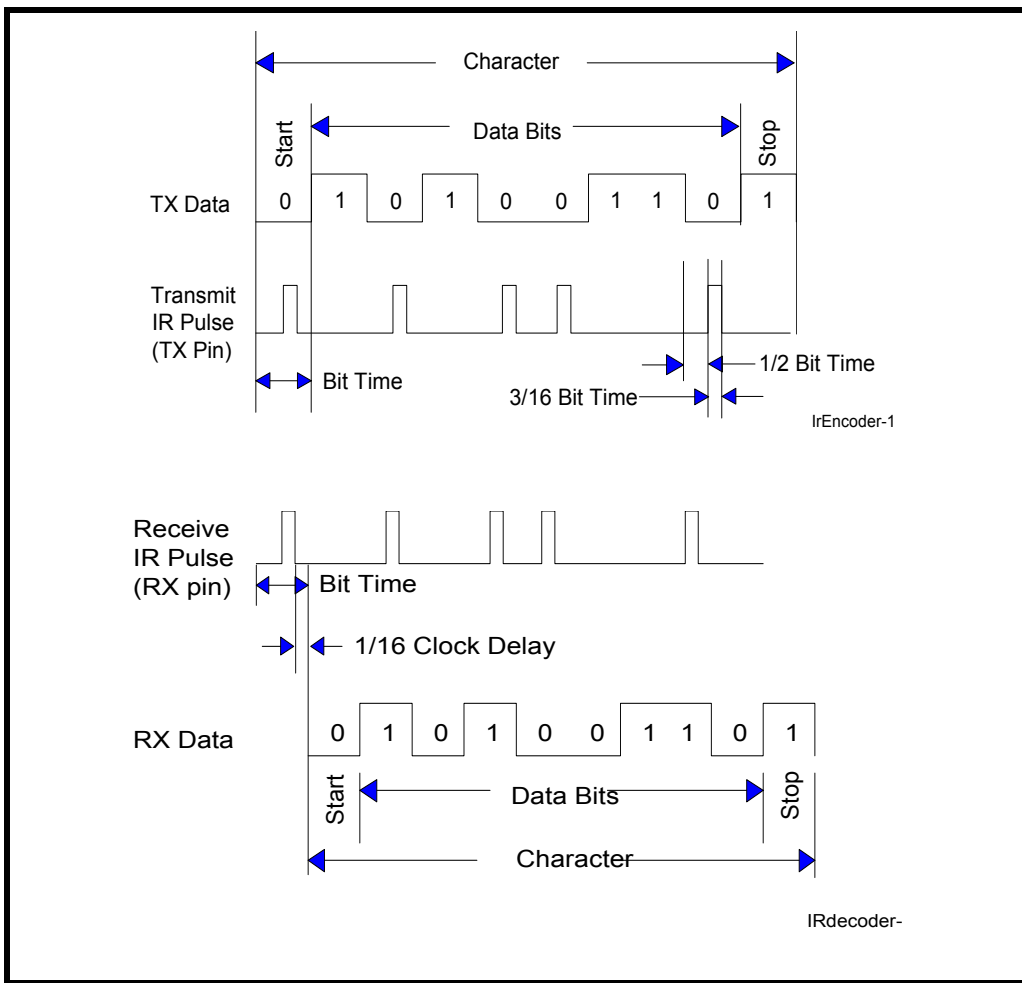 Character
Start
Data Bits
Stop
TX Data
0 1 0 1 0 0 1 1 0 1
Transmit
IR Pulse
(TX Pin)
Bit Time
1/2 Bit Time
3/16 Bit Time
IrEncoder-1
Receive
IR Pulse
(RX pin)
Bit Time
1/16 Clock Delay
RX Data
0 1 0 1 0 0 1 1 0 1
Start
Data Bits
Stop
Character
IRdecoder-